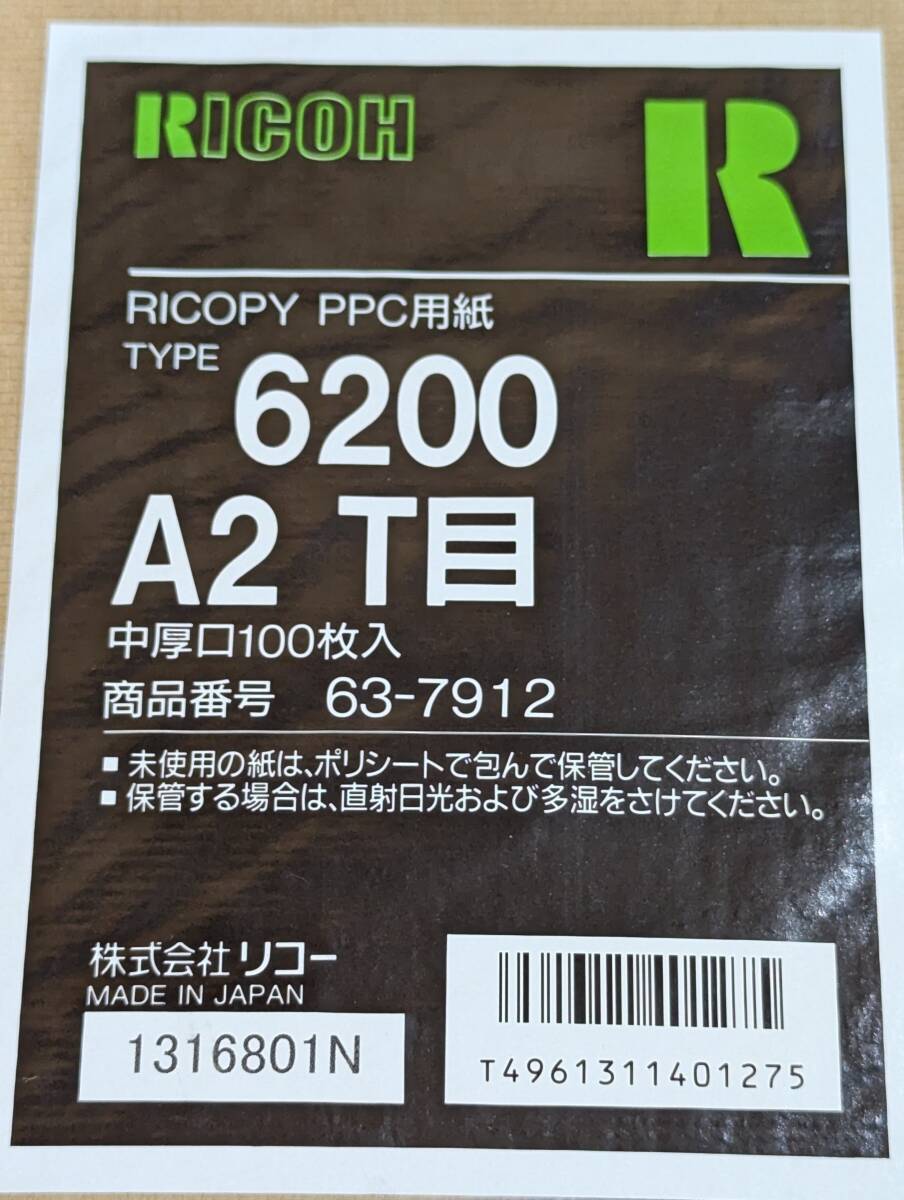 RICOH
R
RICOPY PPC用紙
TYPE 6200
A2 T目
中厚口100枚入
商品番号 63-7912
■ 未使用の紙は、ポリシートで包んで保管してください。
■ 保管する場合は、直射日光および多湿をさけてください。
株式会社 リコー
MADE IN JAPAN
1316801N
T4961311401275